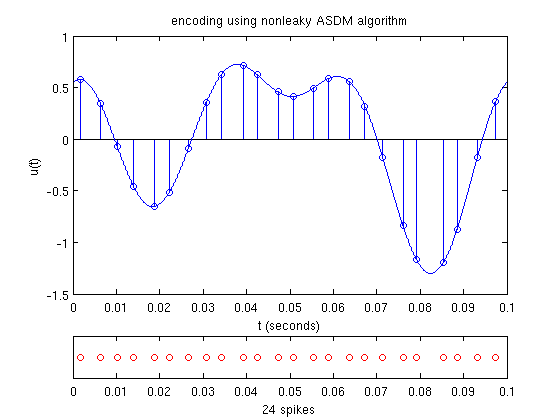 encoding using nonleaky ASDM algorithm
1
0.5
0
-0.5
-1
-1.5
u(t)
0 0.01 0.02 0.03 0.04 0.05 0.06 0.07 0.08 0.09 0.1
t (seconds)
0 0.01 0.02 0.03 0.04 0.05 0.06 0.07 0.08 0.09 0.1
24 spikes